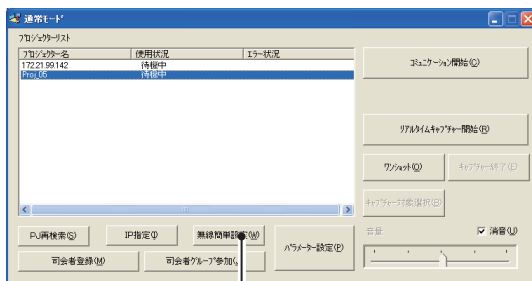 通常モード
プロジェクターリスト
プロジェクター名 使用状況 エラー状況
172.21.99.142 待機中
Proj_05 待機中
コミュニケーション開始(C)
リアルタイムキャプチャー開始(R)
ワンショット(O) キャプチャー終了(E)
キャプチャー対象選択(B)
PJ再検索(S) IP指定(I) 無線簡単設定(W) パラメーター設定(P)
音量 消音(U)
司会者登録(M) 司会者グループ参加(